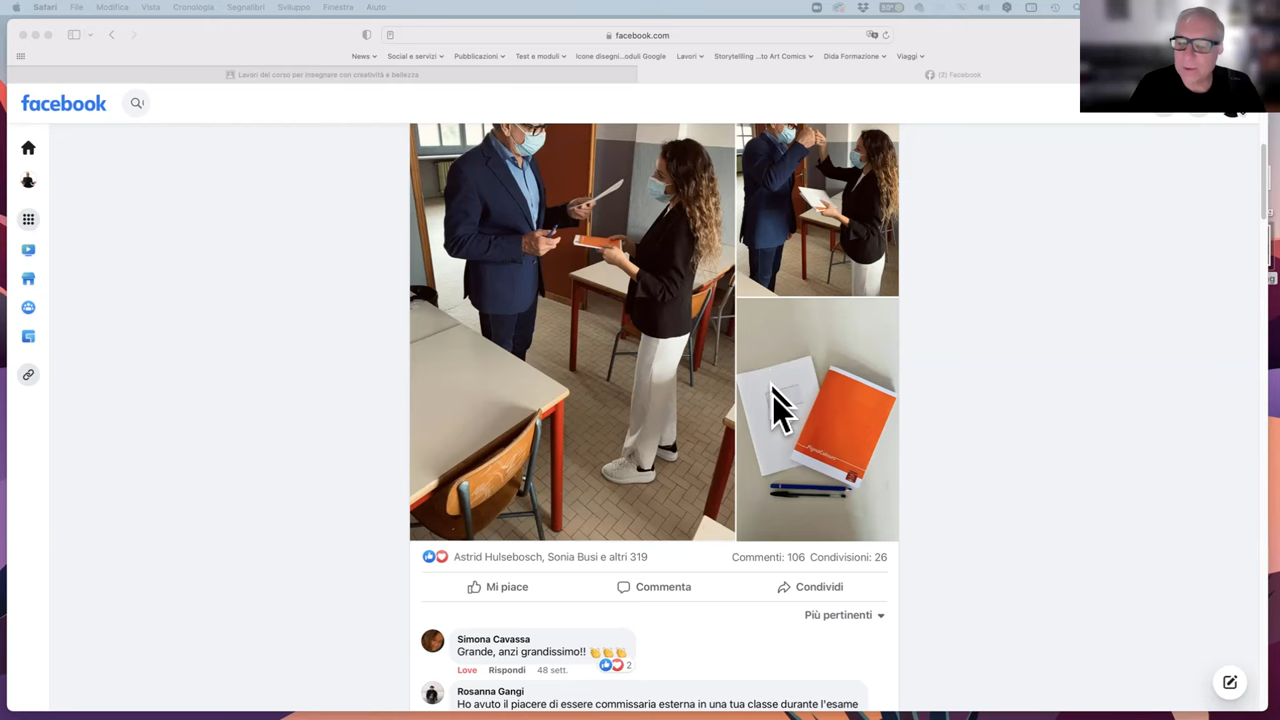 Safari File Modifica Vista Cronologia Segnalibri Sviluppo Finestra Aiuto
facebook.com
News Social e servizi Pubblicazioni Test e moduli Icone disegni...oduli Google Lavori Storytellling ...to Art Comics Dida Formazione Viaggi
Lavori del corso per insegnare con creatività e bellezza (2) Facebook
facebook
Astrid Hulsebosch, Sonia Busi e altri 319 Commenti: 106 Condivisioni: 26
Mi piace Commenta Condividi
Più pertinenti
Simona Cavassa
Grande, anzi grandissimo!! 👏👏👏
2
Love Rispondi 48 sett.
Rosanna Gangi
Ho avuto il piacere di essere commissaria esterna in una tua classe durante l'esame